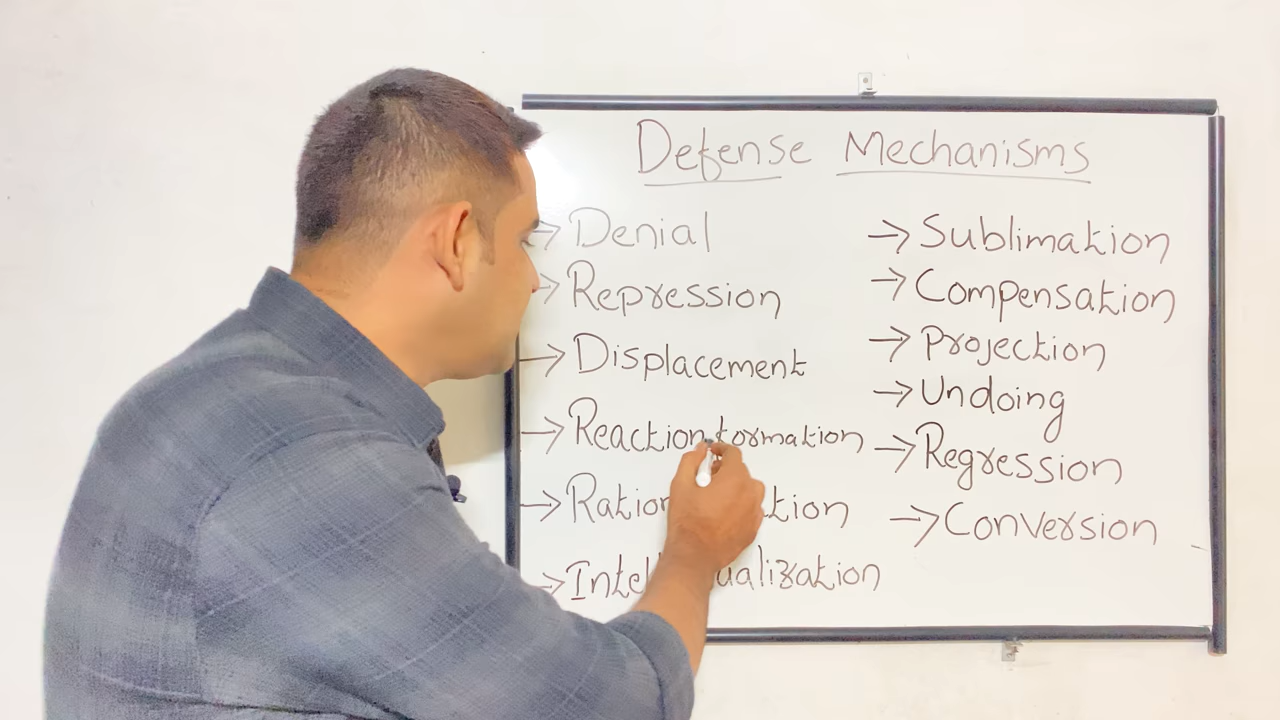 Defense Mechanisms
→ Denial
→ Repression
→ Displacement
→ Reaction formation
→
→
→ Sublimation
→ Compensation
→ Projection
→ Undoing
→ Regression
→ Conversion